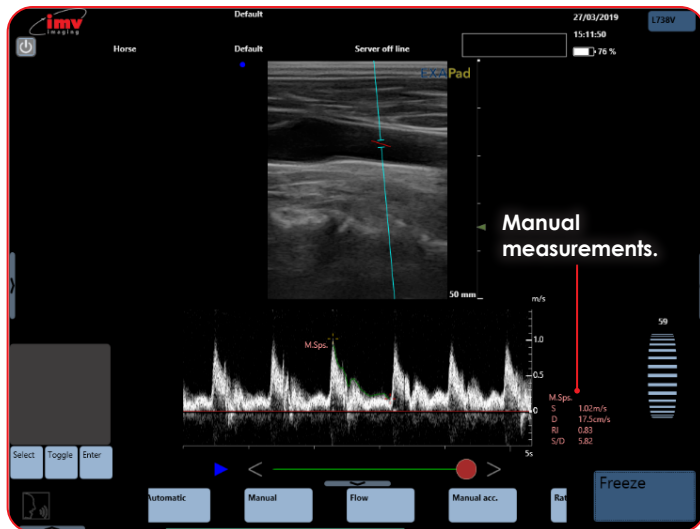 imv
imaging
Default
27/03/2019
L738V
15:11:50
76 %
Horse
Default
Server off line
EXAPad
Manual
measurements.
50 mm
m/s
59
M.Sps.
1.0
0.5
0
5s
M.Sps.
S 1.02m/s
D 17.5cm/s
RI 0.83
S/D 5.82
Select
Toggle
Enter
Freeze
Automatic
Manual
Flow
Manual acc.
Rat